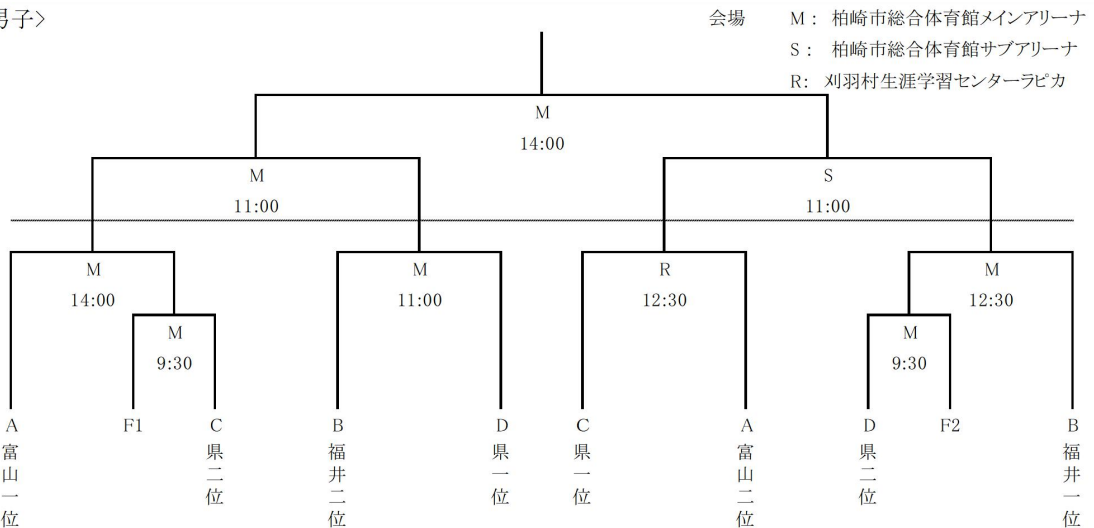 男子>
会場 M: 柏崎市総合体育館メインアリーナ
S: 柏崎市総合体育館サブアリーナ
R: 刈羽村生涯学習センターラピカ
M
14:00
M
11:00
S
11:00
M
14:00
M
11:00
R
12:30
M
12:30
M
9:30
M
9:30
A 富山一位
F1
C 県二位
B 福井二位
D 県一位
C 県一位
A 富山二位
D 県二位
F2
B 福井一位